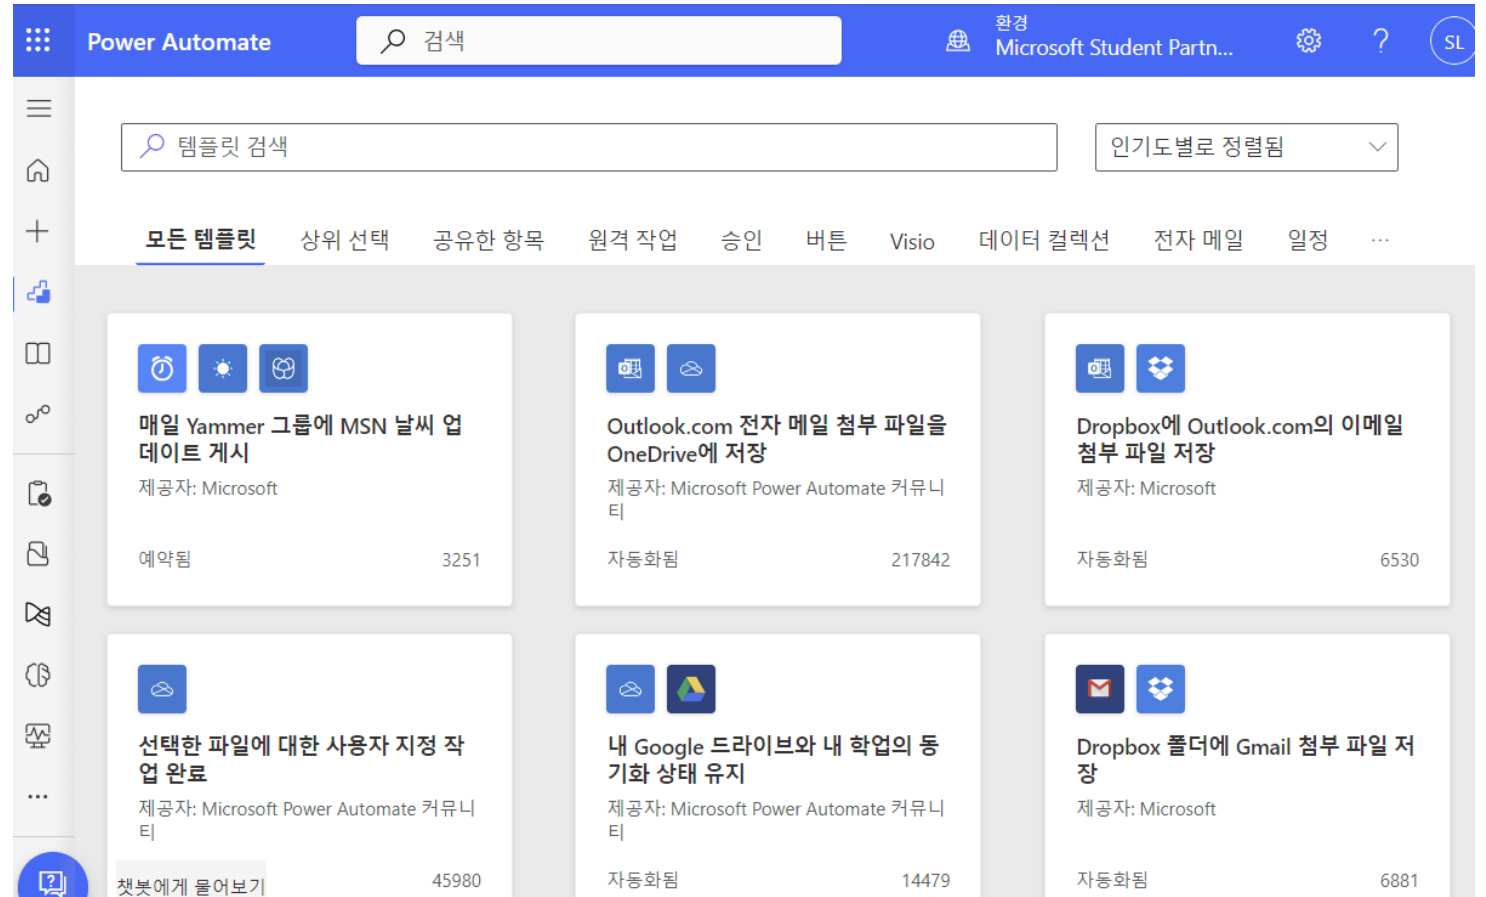 Power Automate
검색
환경
Microsoft Student Partn...
?
SL
템플릿 검색
인기도별로 정렬됨
모든 템플릿 상위 선택 공유한 항목 원격 작업 승인 버튼 Visio 데이터 컬렉션 전자 메일 일정 ...
매일 Yammer 그룹에 MSN 날씨 업
데이트 게시
제공자: Microsoft
예약됨 3251
Outlook.com 전자 메일 첨부 파일을
OneDrive에 저장
제공자: Microsoft Power Automate 커뮤니
티
자동화됨 217842
Dropbox에 Outlook.com의 이메일
첨부 파일 저장
제공자: Microsoft
자동화됨 6530
선택한 파일에 대한 사용자 지정 작
업 완료
제공자: Microsoft Power Automate 커뮤니
티
챗봇에게 물어보기 45980
내 Google 드라이브와 내 학업의 동
기화 상태 유지
제공자: Microsoft Power Automate 커뮤니
티
자동화됨 14479
Dropbox 폴더에 Gmail 첨부 파일 저
장
제공자: Microsoft
자동화됨 6881